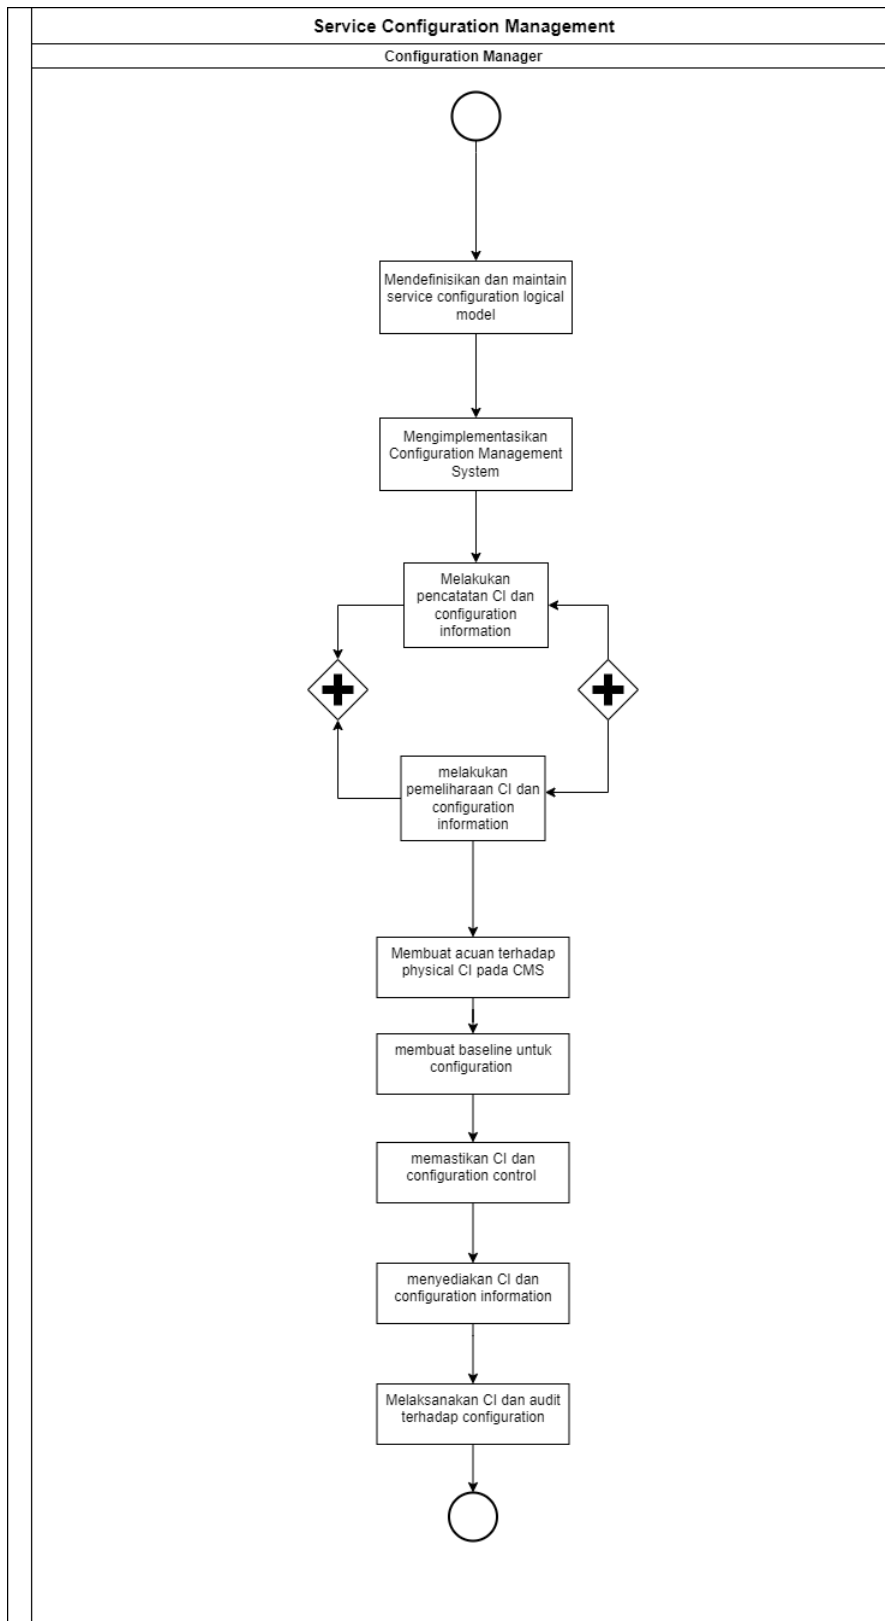 Service Configuration Management
Configuration Manager
Mendefinisikan dan maintain
service configuration logical
model
Mengimplementasikan
Configuration Management
System
Melakukan
pencatatan CI dan
configuration
information
melakukan
pemeliharaan CI dan
configuration
information
Membuat acuan terhadap
physical CI pada CMS
membuat baseline untuk
configuration
memastikan CI dan
configuration control
menyediakan CI dan
configuration information
Melaksanakan CI dan audit
terhadap configuration